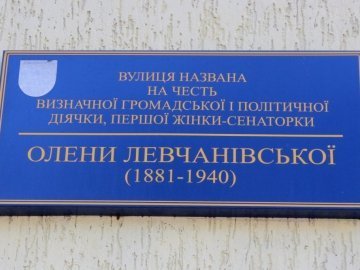 ВУЛИЦЯ НАЗВАНА
НА ЧЕСТЬ
ВИЗНАЧНОЇ ГРОМАДСЬКОЇ І ПОЛІТИЧНОЇ
ДІЯЧКИ, ПЕРШОЇ ЖІНКИ-СЕНАТОРКИ
ОЛЕНИ ЛЕВЧАНІВСЬКОЇ
(1881-1940)